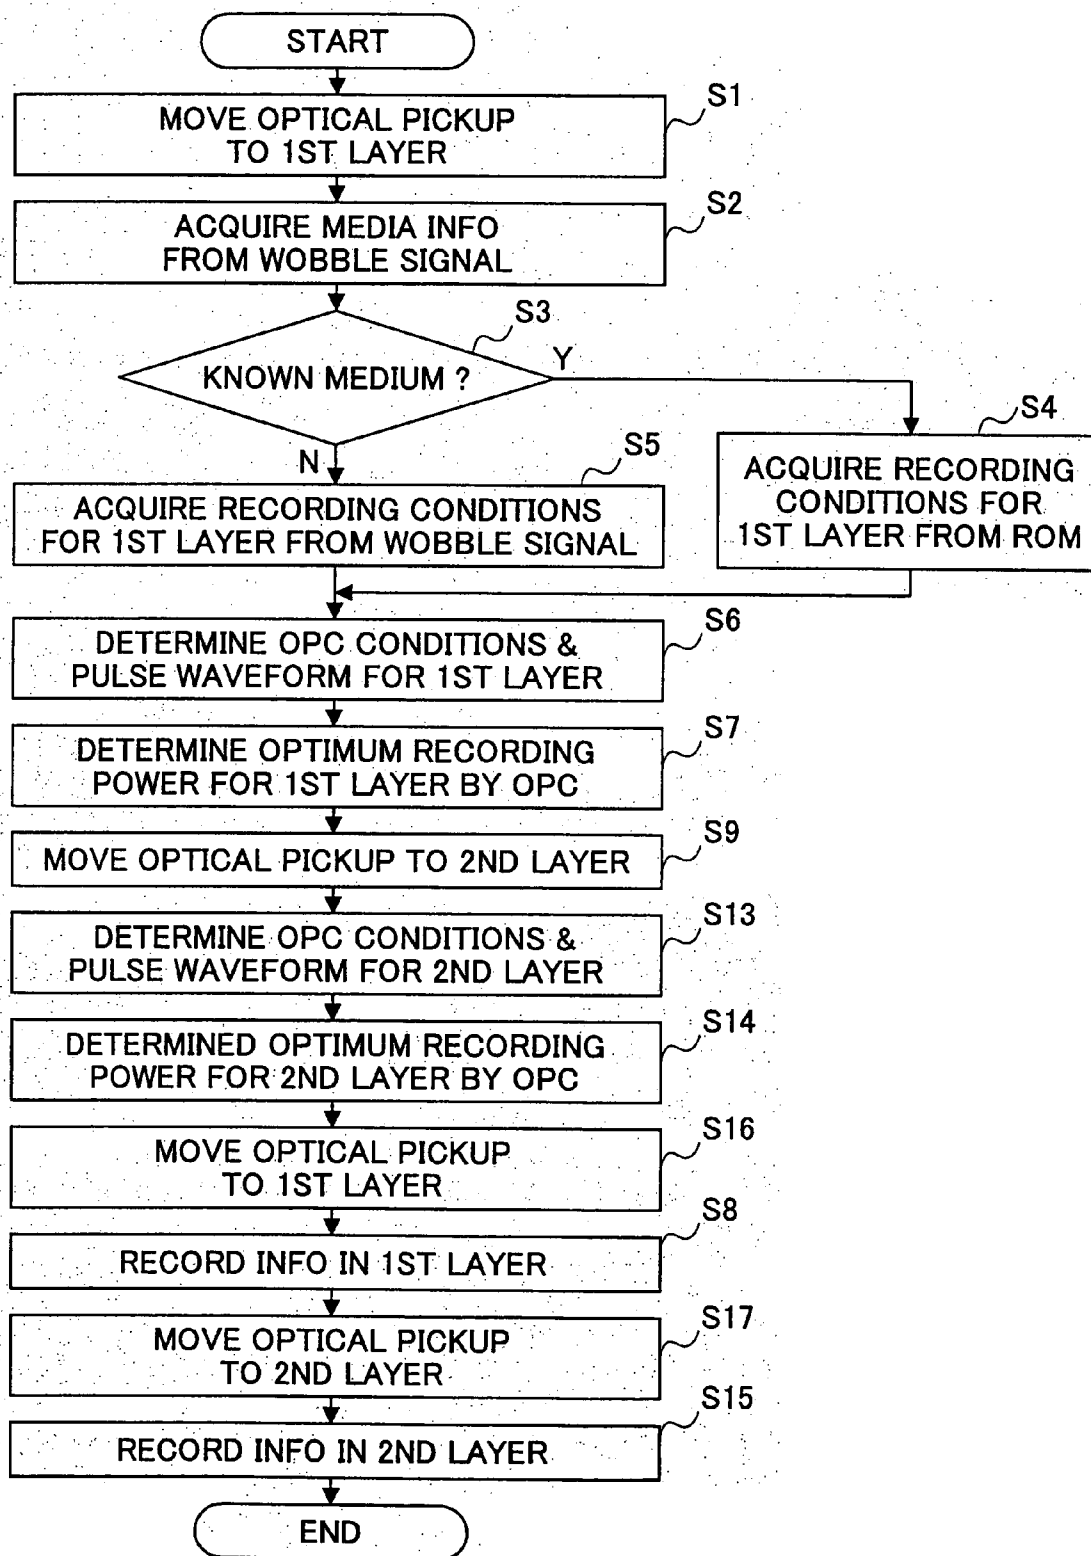 START
S1
MOVE OPTICAL PICKUP
TO 1ST LAYER
S2
ACQUIRE MEDIA INFO
FROM WOBBLE SIGNAL
S3
KNOWN MEDIUM ?
Y
N
S4
ACQUIRE RECORDING
CONDITIONS FOR
1ST LAYER FROM ROM
S5
ACQUIRE RECORDING CONDITIONS
FOR 1ST LAYER FROM WOBBLE SIGNAL
S6
DETERMINE OPC CONDITIONS &
PULSE WAVEFORM FOR 1ST LAYER
S7
DETERMINE OPTIMUM RECORDING
POWER FOR 1ST LAYER BY OPC
S9
MOVE OPTICAL PICKUP TO 2ND LAYER
S13
DETERMINE OPC CONDITIONS &
PULSE WAVEFORM FOR 2ND LAYER
S14
DETERMINED OPTIMUM RECORDING
POWER FOR 2ND LAYER BY OPC
S16
MOVE OPTICAL PICKUP
TO 1ST LAYER
S8
RECORD INFO IN 1ST LAYER
S17
MOVE OPTICAL PICKUP
TO 2ND LAYER
S15
RECORD INFO IN 2ND LAYER
END